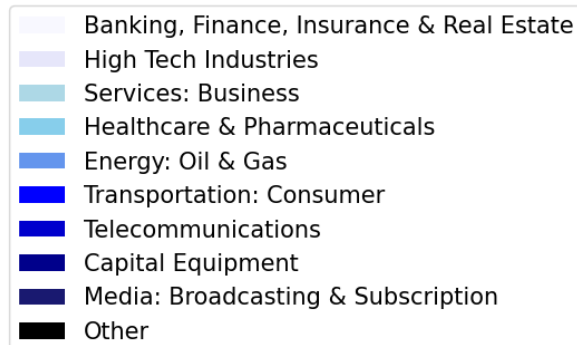 Banking, Finance, Insurance & Real Estate
High Tech Industries
Services: Business
Healthcare & Pharmaceuticals
Energy: Oil & Gas
Transportation: Consumer
Telecommunications
Capital Equipment
Media: Broadcasting & Subscription
Other